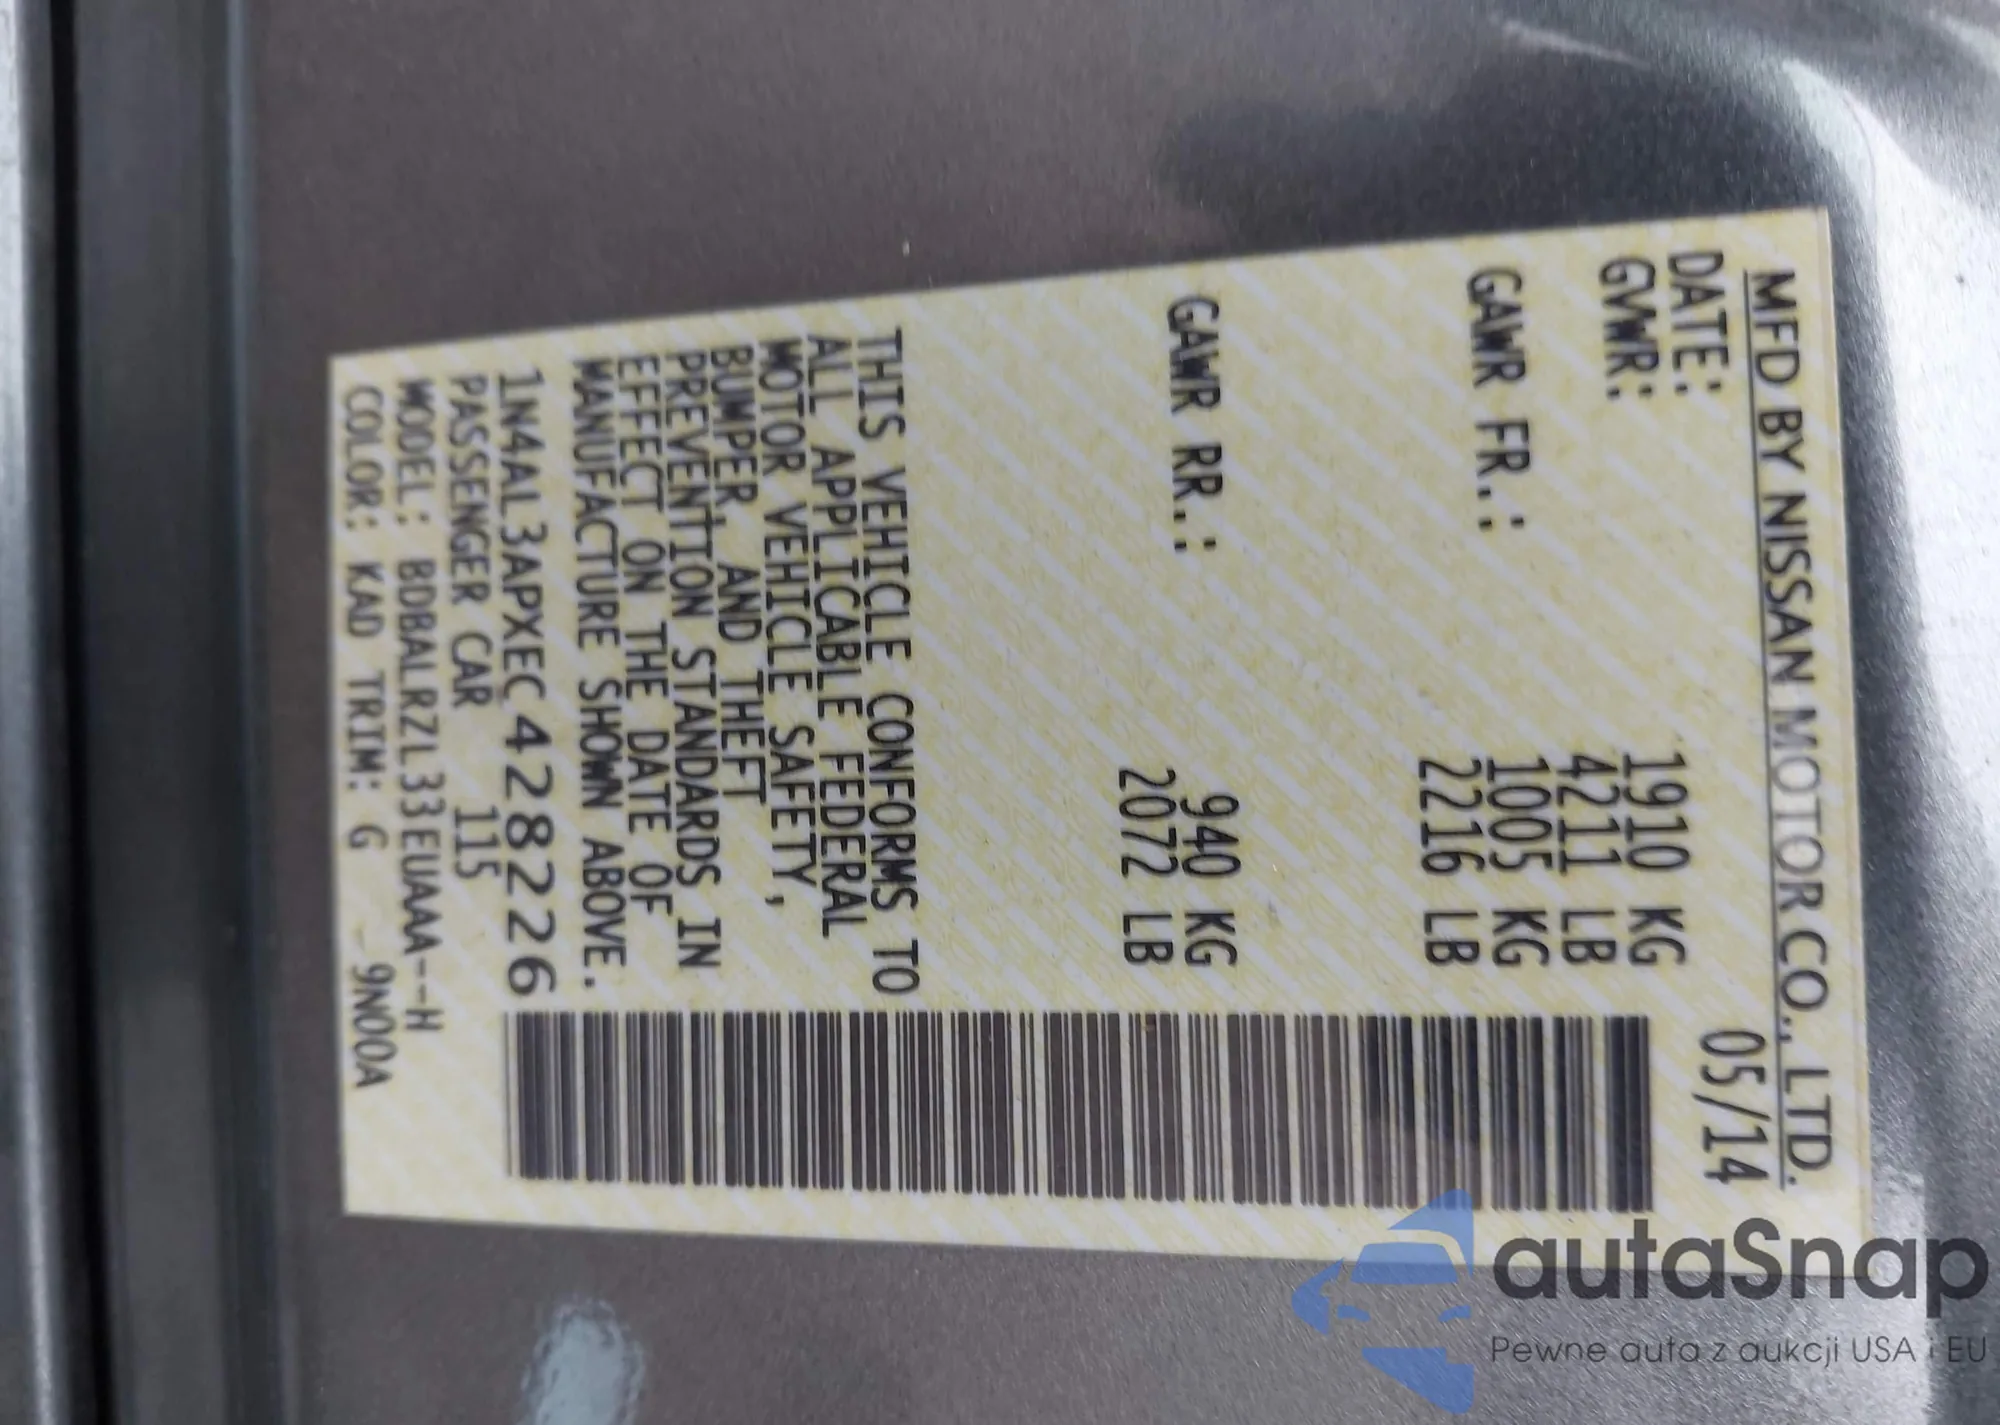 MFD BY NISSAN MOTOR CO., LTD.
DATE: 05/14
GVWR: 1910 KG
4211 LB
GAWR FR.: 1005 KG
2216 LB
GAWR RR.: 940 KG
2072 LB
THIS VEHICLE CONFORMS TO
ALL APPLICABLE FEDERAL
MOTOR VEHICLE SAFETY,
BUMPER, AND THEFT
PREVENTION STANDARDS IN
EFFECT ON THE DATE OF
MANUFACTURE SHOWN ABOVE.
1N4AL3APXEC428226
PASSENGER CAR 115
MODEL: BDBALRZL33EUAAA--H
COLOR: KAD TRIM: G -9N00A
autaSnap
Pewne auta z aukcji USA i EU